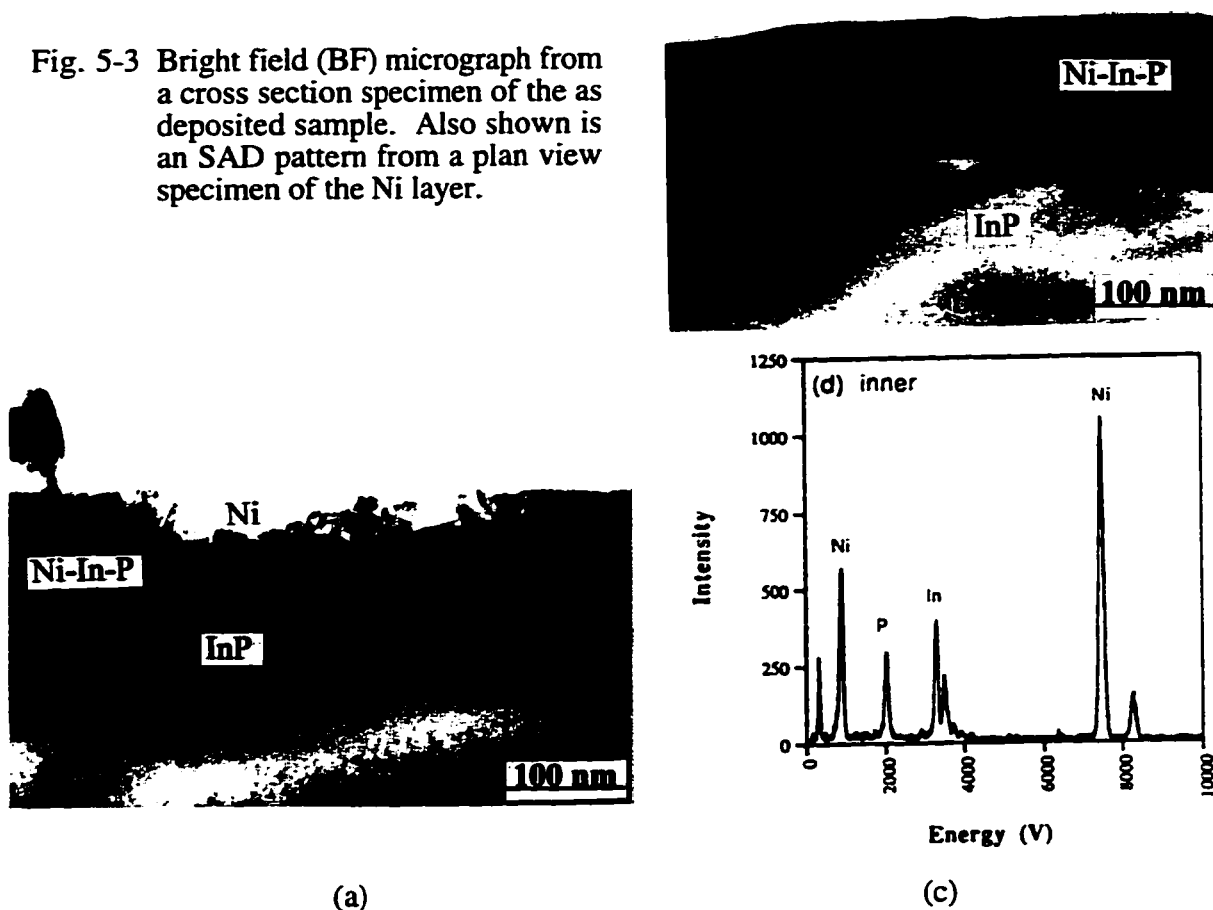 Fig. 5-3 Bright field (BF) micrograph from
a cross section specimen of the as
deposited sample. Also shown is
an SAD pattern from a plan view
specimen of the Ni layer.
Ni-In-P
InP
100 nm
Ni
Ni-In-P
InP
100 nm
(a)
(d) inner
Ni
Ni
P
In
Intensity
1250
1000
750
500
250
0
0
2000
4000
6000
8000
10000
Energy (V)
(c)